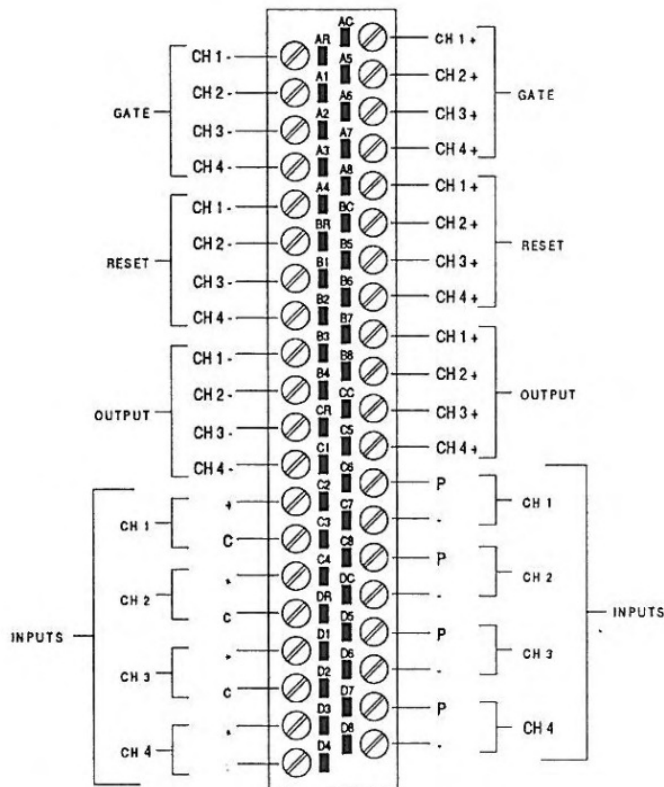 AC
AR
CH 1 -
CH 1 +
A5
A1
CH 2 -
CH 2 +
A6
GATE
GATE
A2
CH 3 -
CH 3 +
A7
A3
CH 4 -
CH 4 +
A8
A4
CH 1 -
CH 1 +
BC
BR
CH 2 -
CH 2 +
RESET
RESET
B5
B1
CH 3 -
CH 3 +
B6
B2
CH 4 -
CH 4 +
B7
B3
CH 1 -
CH 1 +
B8
B4
CH 2 -
CH 2 +
OUTPUT
OUTPUT
CC
CR
CH 3 -
CH 3 +
C5
C1
CH 4 -
CH 4 +
C6
C2
+
P
CH 1
CH 1
C7
C3
C
-
C8
C4
P
CH 2
CH 2
DC
DR
C
-
INPUTS
INPUTS
D5
D1
P
CH 3
CH 3
D6
D2
C
-
D7
D3
P
CH 4
CH 4
D8
D4
-